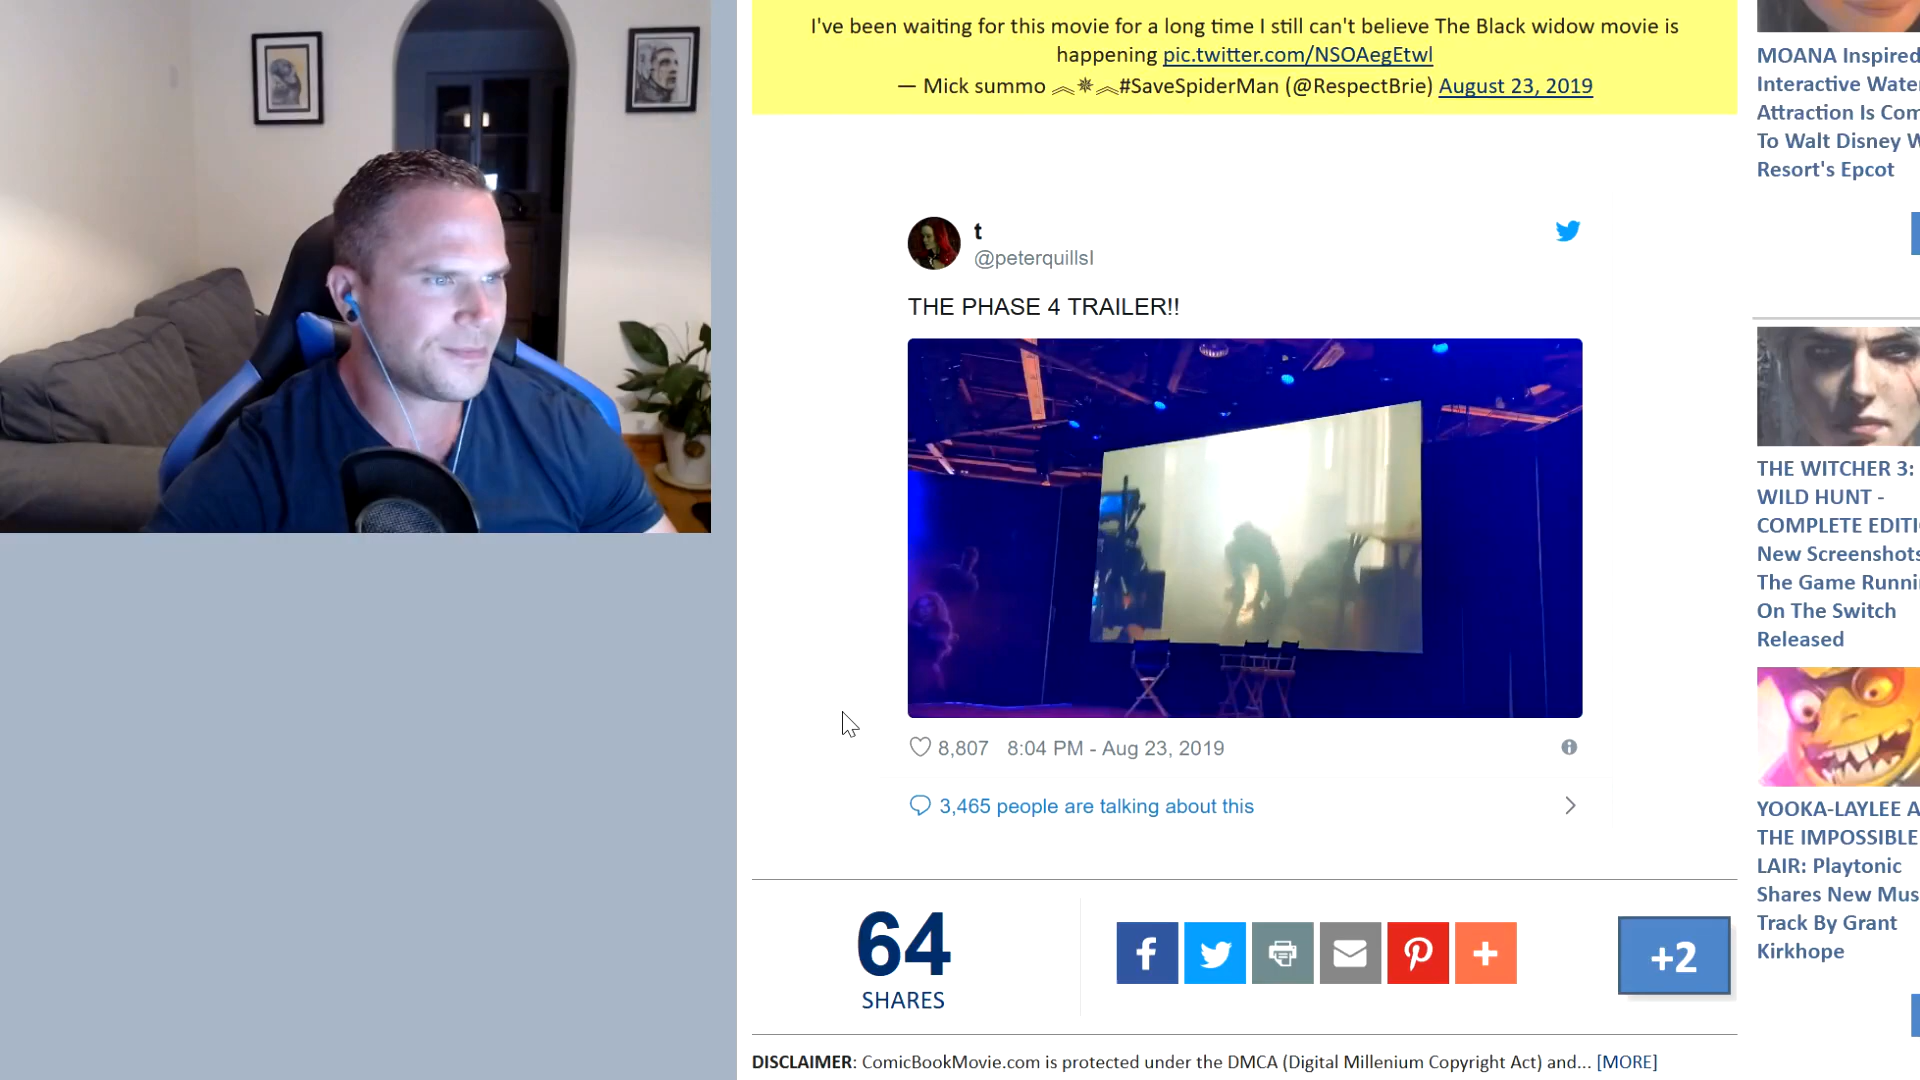 I've been waiting for this movie for a long time I still can't believe The Black widow movie is
happening pic.twitter.com/NSOAegEtwl
— Mick summo ︽✵︽#SaveSpiderMan (@RespectBrie) August 23, 2019
t
@peterquillsl
THE PHASE 4 TRAILER!!
8,807 8:04 PM - Aug 23, 2019
3,465 people are talking about this
64
SHARES
+2
DISCLAIMER: ComicBookMovie.com is protected under the DMCA (Digital Millenium Copyright Act) and... [MORE]
MOANA Inspired
Interactive Wate
Attraction Is Com
To Walt Disney W
Resort's Epcot
THE WITCHER 3:
WILD HUNT -
COMPLETE EDITI
New Screenshots
The Game Runni
On The Switch
Released
YOOKA-LAYLEE A
THE IMPOSSIBLE
LAIR: Playtonic
Shares New Mus
Track By Grant
Kirkhope